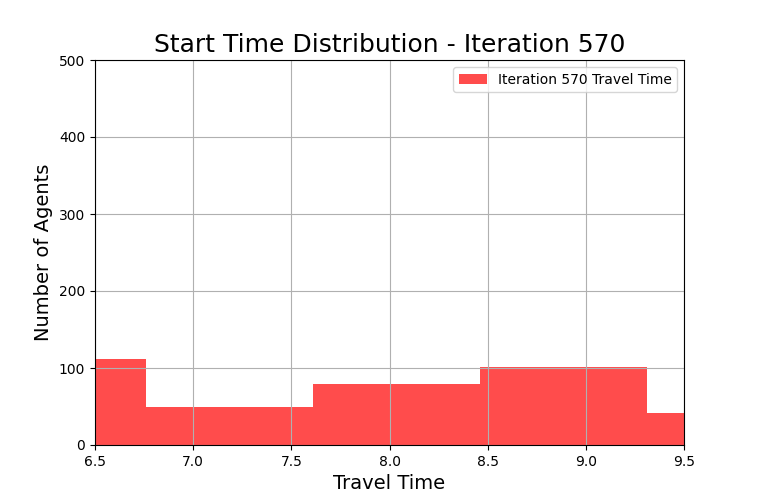 Start Time Distribution - Iteration 570
Iteration 570 Travel Time
Number of Agents
500
400
300
200
100
0
6.5 7.0 7.5 8.0 8.5 9.0 9.5
Travel Time